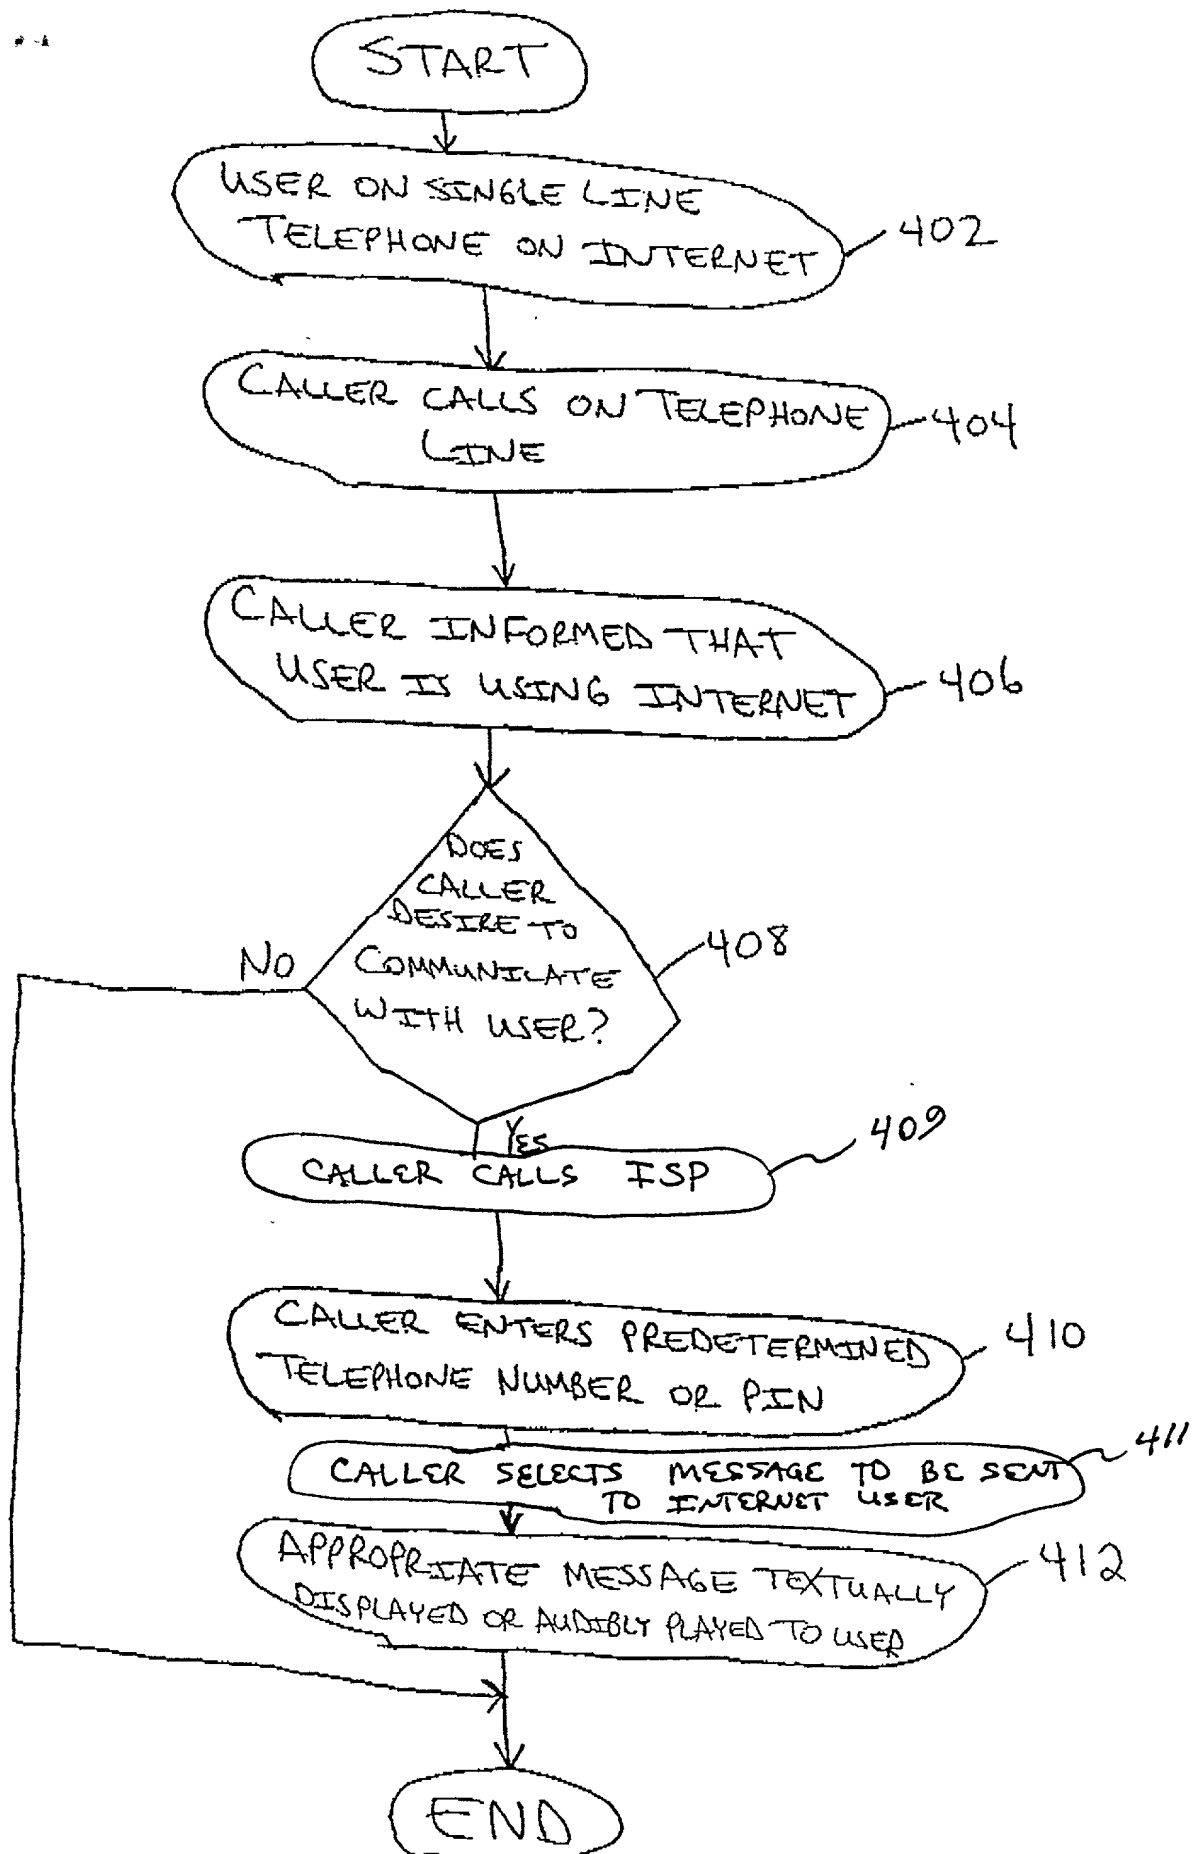 START
USER ON SINGLE LINE
TELEPHONE ON INTERNET
402
CALLER CALLS ON TELEPHONE
LINE
404
CALLER INFORMED THAT
USER IS USING INTERNET
406
DOES
CALLER
DESIRE TO
COMMUNICATE
WITH USER?
408
NO
YES
CALLER CALLS ISP
409
CALLER ENTERS PREDETERMINED
TELEPHONE NUMBER OR PIN
410
CALLER SELECTS MESSAGE TO BE SENT
TO INTERNET USER
411
APPROPRIATE MESSAGE TEXTUALLY
DISPLAYED OR AUDIBLY PLAYED TO USER
412
END